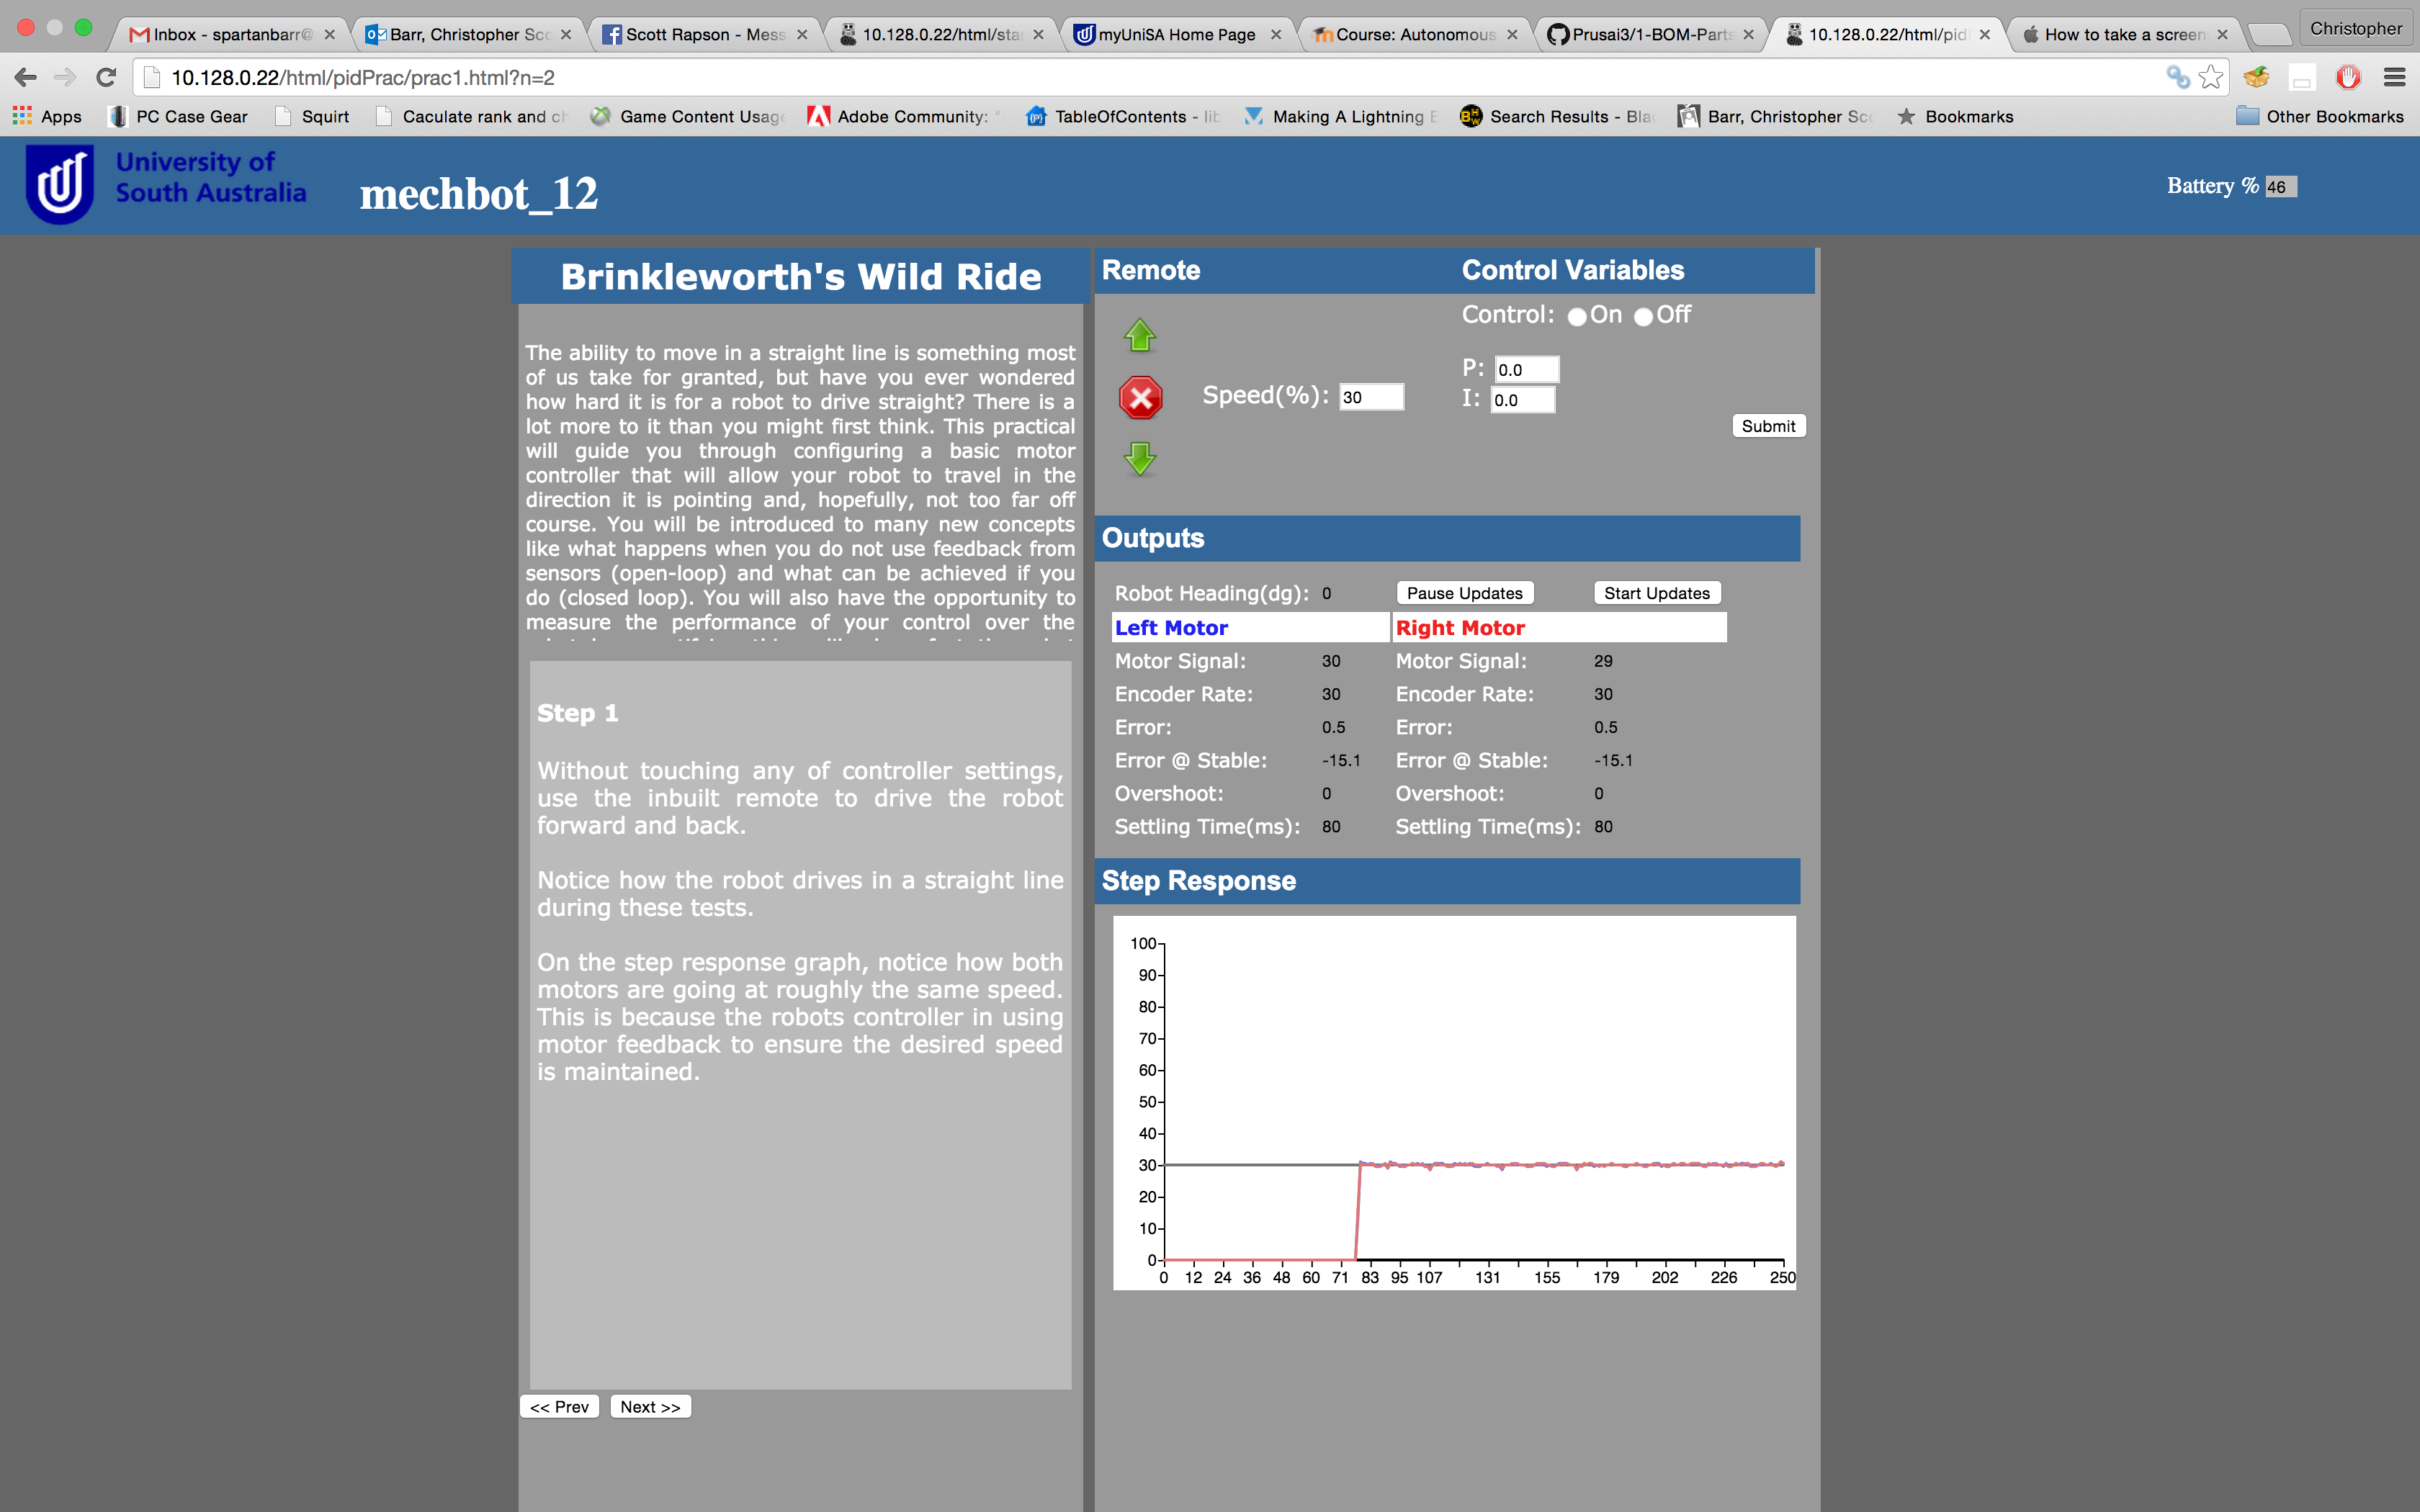 Inbox - spartanbarr@
Barr, Christopher Sc
Scott Rapson - Mess
10.128.0.22/html/sta
myUniSA Home Page
Course: Autonomous
Prusai3/1-BOM-Parts
10.128.0.22/html/pid
How to take a screen
Christopher
10.128.0.22/html/pidPrac/prac1.html?n=2
Apps
PC Case Gear
Squirt
Caculate rank and ch
Game Content Usage
Adobe Community: "
TableOfContents - lib
Making A Lightning E
Search Results - Bla
Barr, Christopher Sc
Bookmarks
Other Bookmarks
University of
South Australia
mechbot_12
Battery % 46
Brinkleworth's Wild Ride
The ability to move in a straight line is something most
of us take for granted, but have you ever wondered
how hard it is for a robot to drive straight? There is a
lot more to it than you might first think. This practical
will guide you through configuring a basic motor
controller that will allow your robot to travel in the
direction it is pointing and, hopefully, not too far off
course. You will be introduced to many new concepts
like what happens when you do not use feedback from
sensors (open-loop) and what can be achieved if you
do (closed loop). You will also have the opportunity to
measure the performance of your control over the
Step 1
Without touching any of controller settings,
use the inbuilt remote to drive the robot
forward and back.
Notice how the robot drives in a straight line
during these tests.
On the step response graph, notice how both
motors are going at roughly the same speed.
This is because the robots controller in using
motor feedback to ensure the desired speed
is maintained.
<< Prev
Next >>
Remote
Control Variables
Control: On Off
Speed(%): 30
P: 0.0
I: 0.0
Submit
Outputs
Robot Heading(dg): 0 Pause Updates Start Updates
Left Motor Right Motor
Motor Signal: 30 Motor Signal: 29
Encoder Rate: 30 Encoder Rate: 30
Error: 0.5 Error: 0.5
Error @ Stable: -15.1 Error @ Stable: -15.1
Overshoot: 0 Overshoot: 0
Settling Time(ms): 80 Settling Time(ms): 80
Step Response
100
90
80
70
60
50
40
30
20
10
0
0 12 24 36 48 60 71 83 95 107 131 155 179 202 226 250